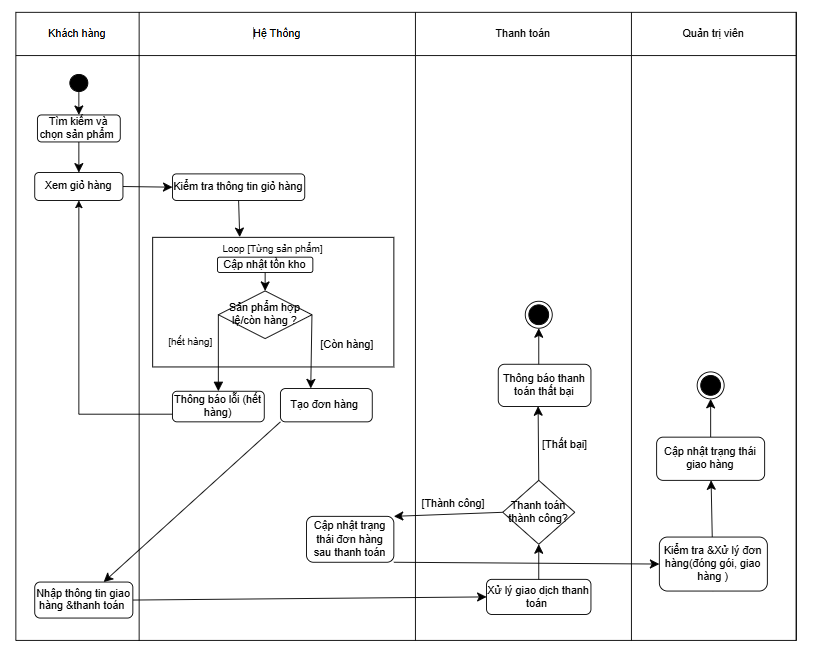 Khách hàng
Hệ Thống
Thanh toán
Quản trị viên
Tìm kiếm và
chọn sản phẩm
Xem giỏ hàng
Kiểm tra thông tin giỏ hàng
Loop [Từng sản phẩm]
Cập nhật tồn kho
Sản phẩm hợp
lệ/còn hàng ?
[hết hàng]
[Còn hàng]
Thông báo lỗi (hết
hàng)
Tạo đơn hàng
Thông báo thanh
toán thất bại
[Thất bại]
Thanh toán
thành công?
[Thành công]
Cập nhật trạng
thái đơn hàng
sau thanh toán
Cập nhật trạng thái
giao hàng
Kiểm tra &Xử lý đơn
hàng(đóng gói, giao
hàng )
Nhập thông tin giao
hàng &thanh toán
Xử lý giao dịch thanh
toán